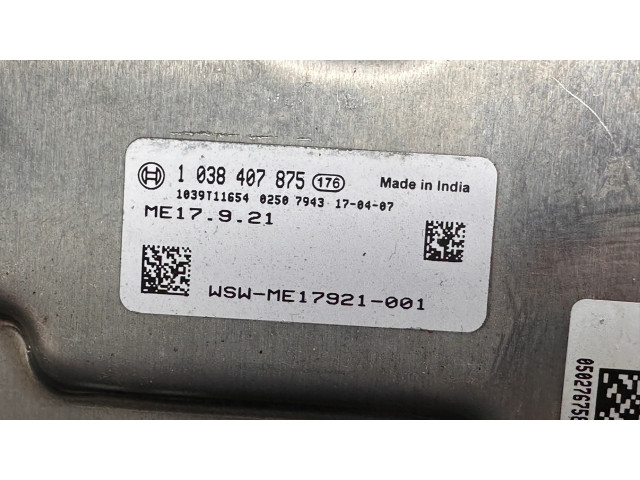 1 038 407 875 176 Made in India
1039T11654 0250 7943 17-04-07
ME17.9.21
WSW-ME17921-001